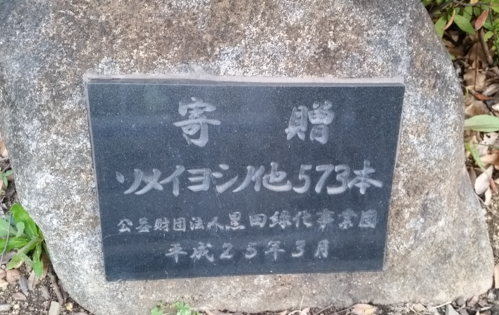 寄贈
ソメイヨシノ他573本
公益財団法人黒田緑化事業団
平成25年3月